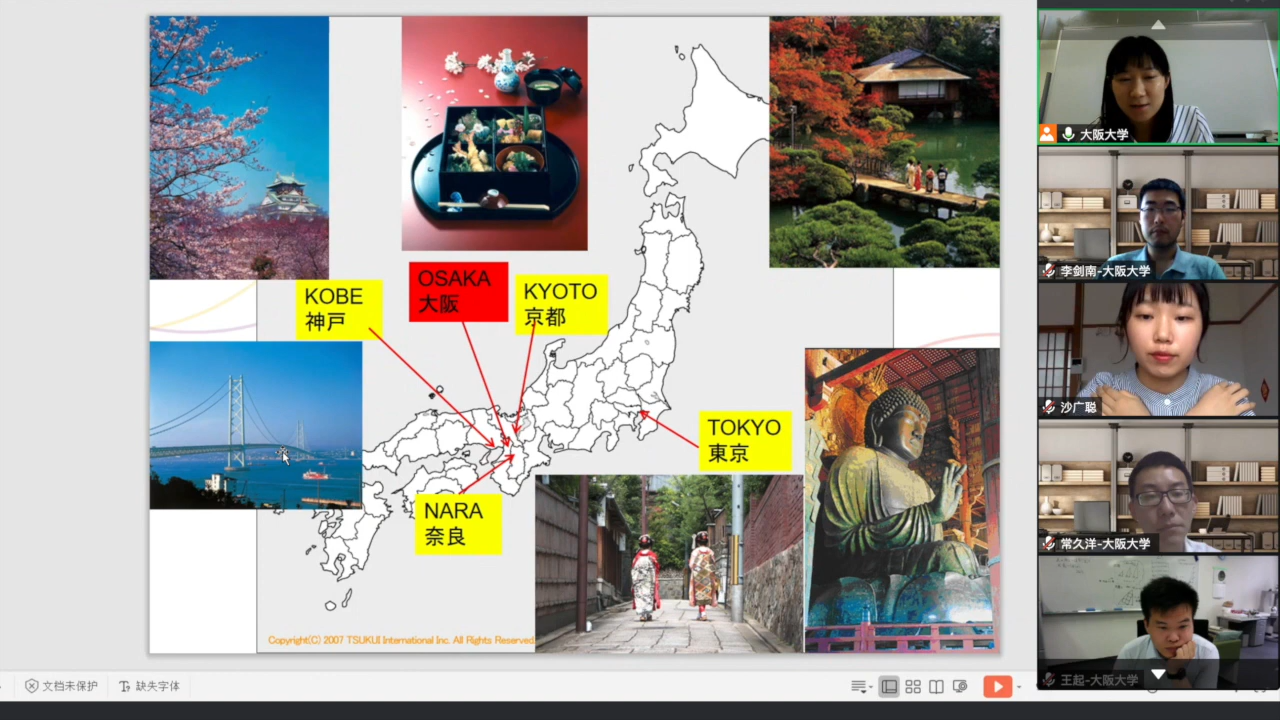 KOBE
神戸
OSAKA
大阪
KYOTO
京都
TOKYO
東京
NARA
奈良
Copyright(C) 2007 TSUKUI International Inc. All Rights Reserved
文档未保护
缺失字体
大阪大学
李剑南-大阪大学
沙广聪
常久洋-大阪大学
王起-大阪大学